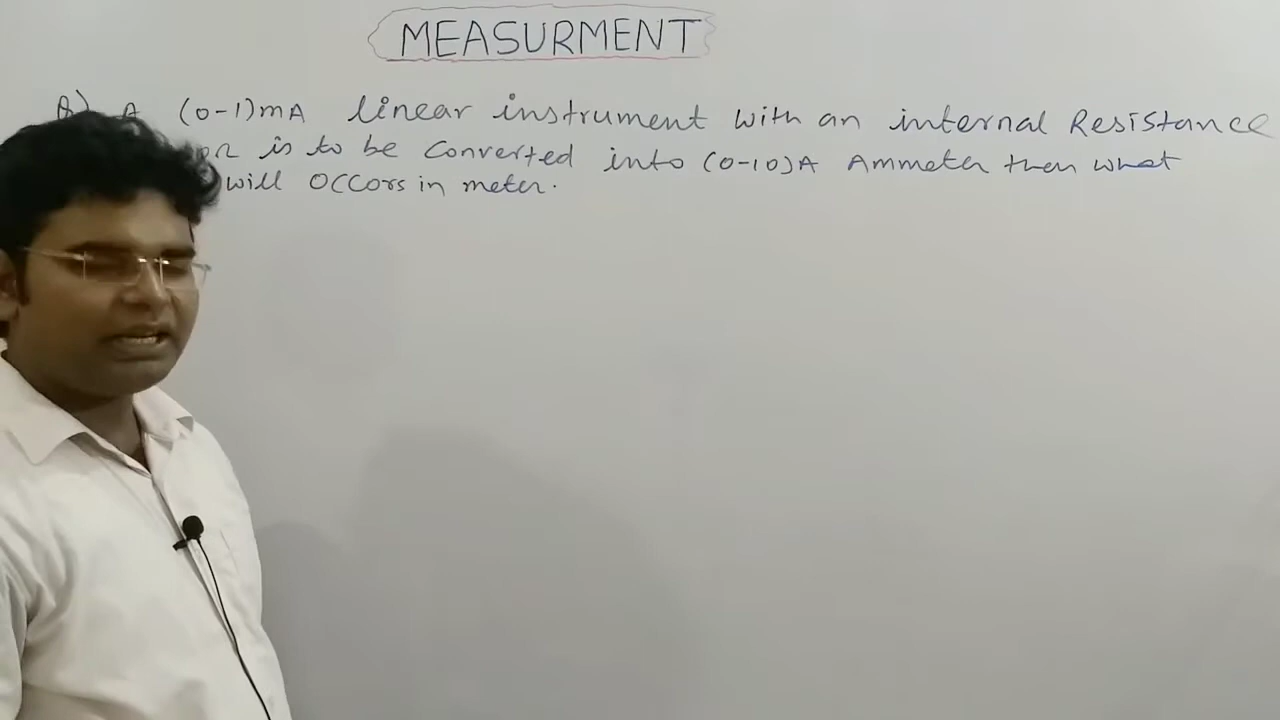 MEASURMENT
Q) A (0-1)mA linear instrument with an internal Resistance
is to be converted into (0-10)A Ammeter then what
will occors in meter.